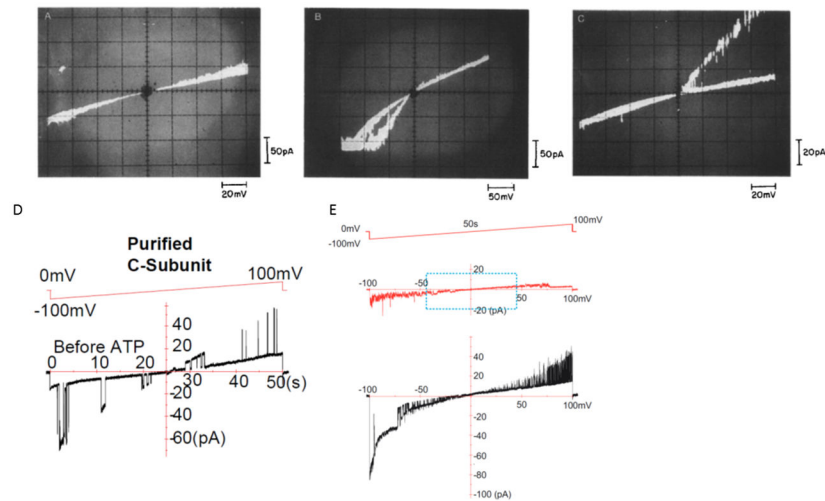 A
50pA
20mV
B
50pA
50mV
C
20pA
20mV
D
Purified
C-Subunit
0mV
100mV
-100mV
Before ATP
40
20
0
10
20
40
50(s)
30
-20
-40
-60(pA)
E
50s
100mV
0mV
-100mV
20
-100
-50
50
100mV
-20 (pA)
40
20
-100
-50
50
100mV
-20
-40
-60
-80
-100 (pA)